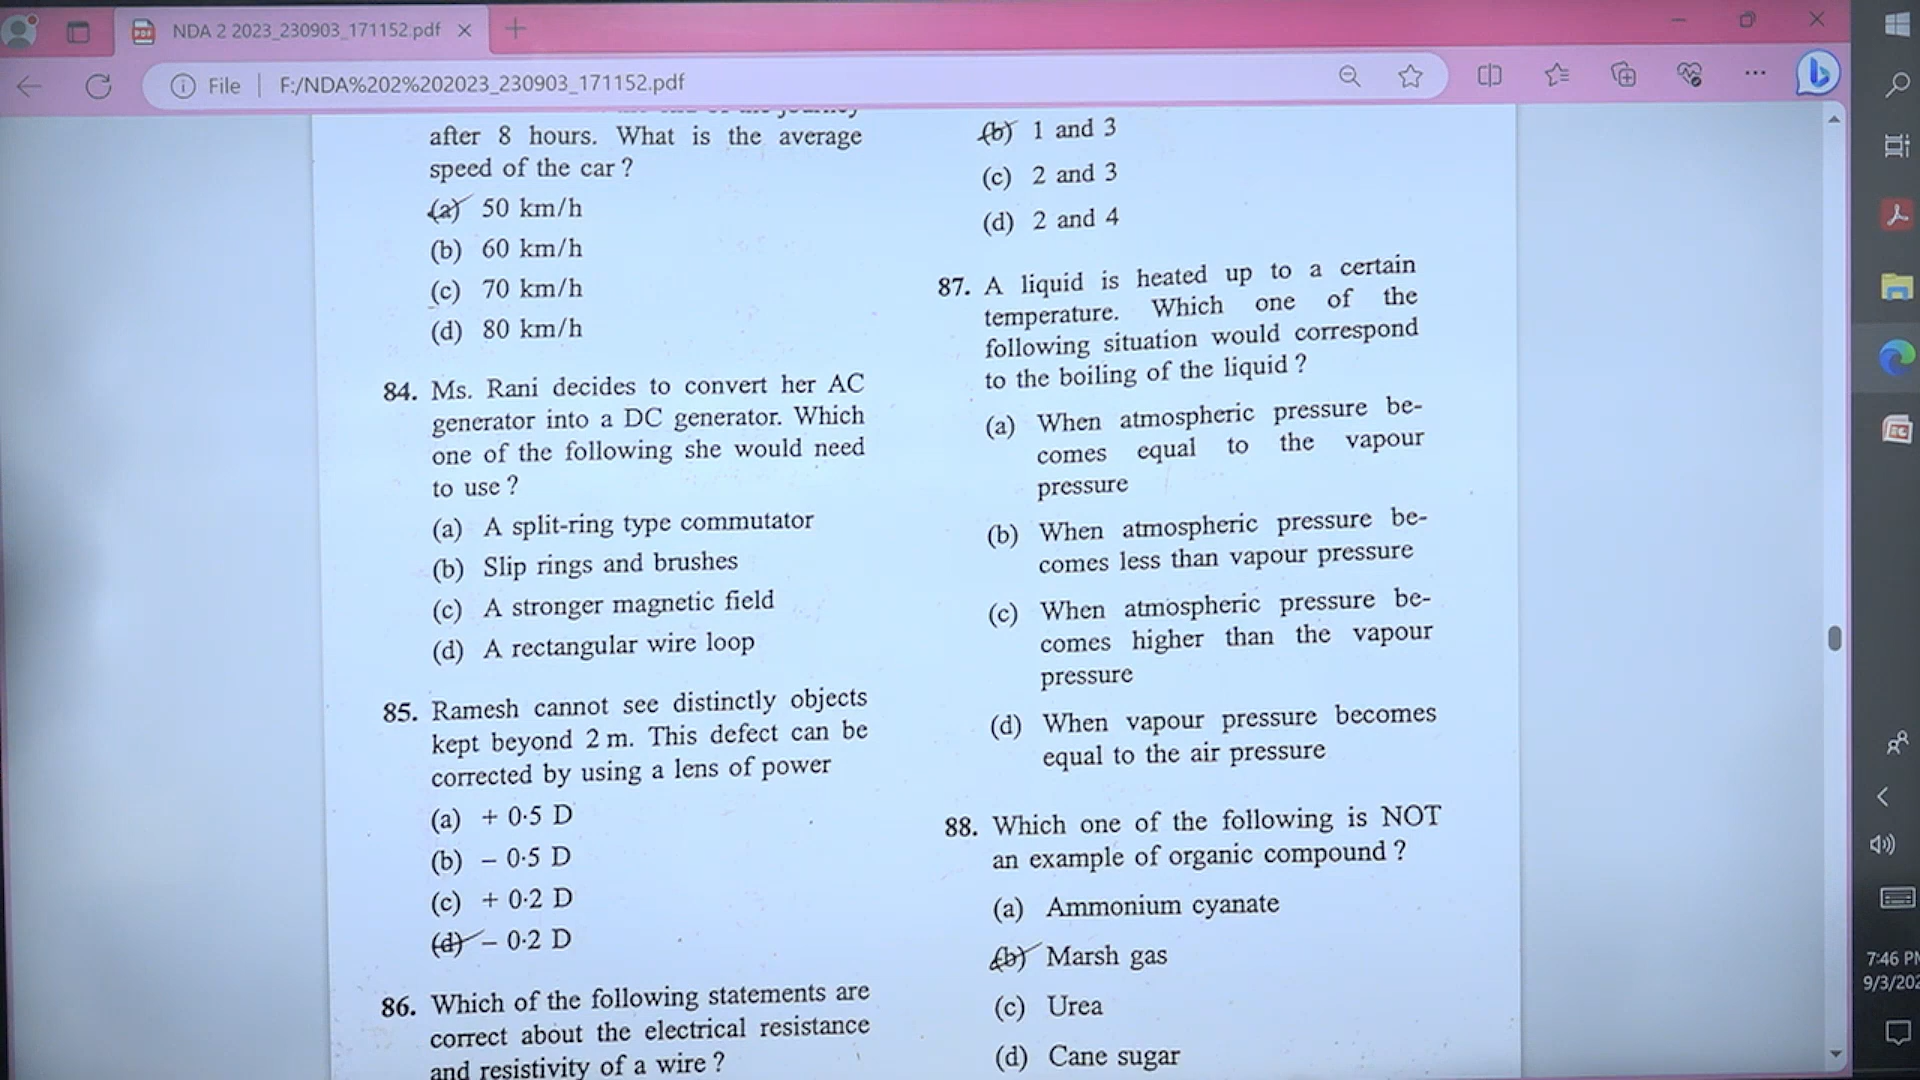 NDA 2 2023_230903_171152.pdf
File
F:/NDA%202%202023_230903_171152.pdf
after 8 hours. What is the average
speed of the car ?
(a) 50 km/h
(b) 60 km/h
(c) 70 km/h
(d) 80 km/h
84. Ms. Rani decides to convert her AC
generator into a DC generator. Which
one of the following she would need
to use ?
(a) A split-ring type commutator
(b) Slip rings and brushes
(c) A stronger magnetic field
(d) A rectangular wire loop
85. Ramesh cannot see distinctly objects
kept beyond 2 m. This defect can be
corrected by using a lens of power
(a) + 0·5 D
(b) – 0·5 D
(c) + 0·2 D
(d) – 0·2 D
86. Which of the following statements are
correct about the electrical resistance
and resistivity of a wire ?
(b) 1 and 3
(c) 2 and 3
(d) 2 and 4
87. A liquid is heated up to a certain
temperature. Which one of the
following situation would correspond
to the boiling of the liquid ?
(a) When atmospheric pressure be-
comes equal to the vapour
pressure
(b) When atmospheric pressure be-
comes less than vapour pressure
(c) When atmospheric pressure be-
comes higher than the vapour
pressure
(d) When vapour pressure becomes
equal to the air pressure
88. Which one of the following is NOT
an example of organic compound ?
(a) Ammonium cyanate
(b) Marsh gas
(c) Urea
(d) Cane sugar
7:46 PM
9/3/202